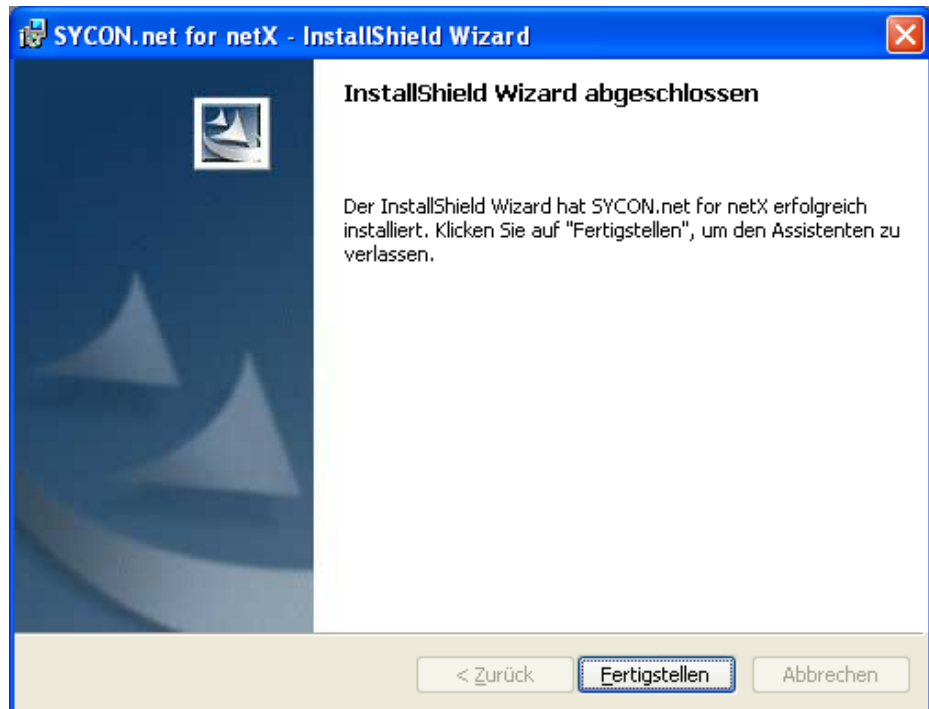 SYCON.net for netX - InstallShield Wizard
InstallShield Wizard abgeschlossen
Der InstallShield Wizard hat SYCON.net for netX erfolgreich
installiert. Klicken Sie auf "Fertigstellen", um den Assistenten zu
verlassen.
< Zurück Fertigstellen Abbrechen